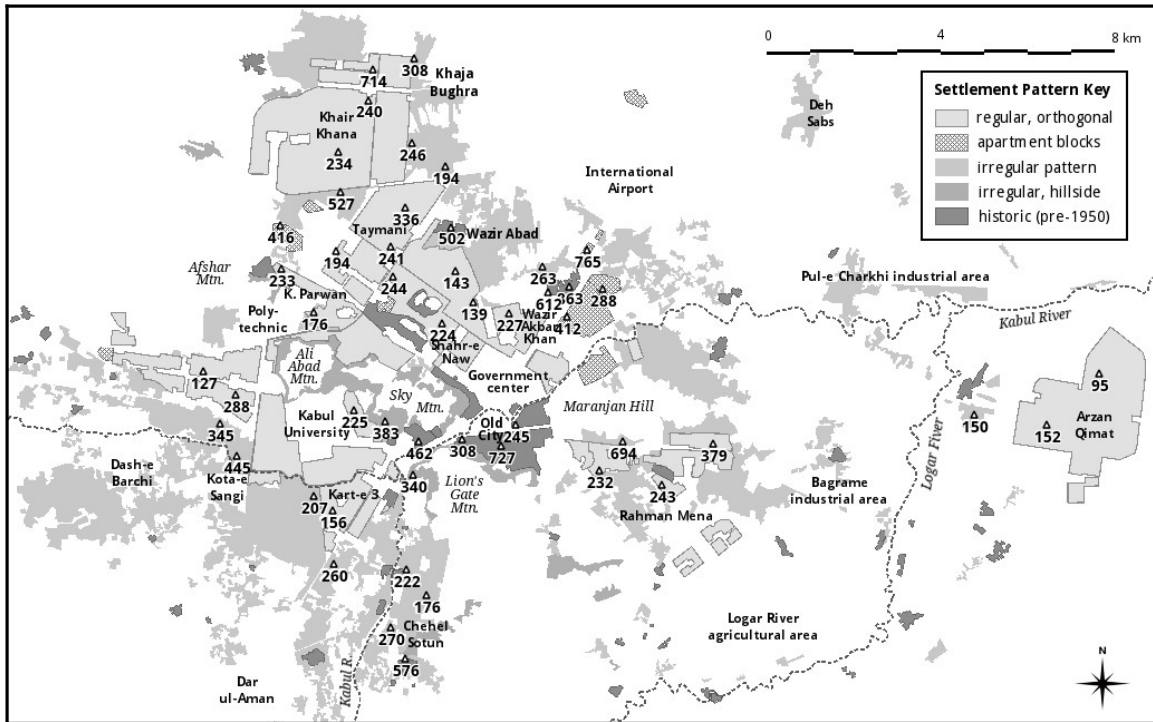 0 4 8 km
Settlement Pattern Key
regular, orthogonal
apartment blocks
irregular pattern
irregular, hillside
historic (pre-1950)
308
714
Khaja
Bughra
240
Khair
Khana
Deh
Sabs
246
234
194
International
Airport
527
336
Taymani
416
502
Wazir Abad
241
194
765
Afshar
Mtn.
233
263
Pul-e Charkhi industrial area
K. Parwan
244
143
363
288
612
Poly-
technic
176
139
227
Wazir
Akbar
Khan
412
Kabul River
224
Shahr-e
Naw
Ali
Abad
Mtn.
127
Government
center
95
288
Sky
Mtn.
Maranjan Hill
Kabul
University
225
383
Old
City
245
150
Arzan
Qimat
152
345
462
308
727
694
379
Logar River
445
Dash-e
Barchi
Kota-e
Sangi
340
Lion's
Gate
Mtn.
232
243
Bagrame
industrial area
207
Kart-e 3
156
Rahman Mena
260
222
176
270
Chehel
Sotun
Logar River
agricultural area
576
Kabul R.
Dar
ul-Aman
N